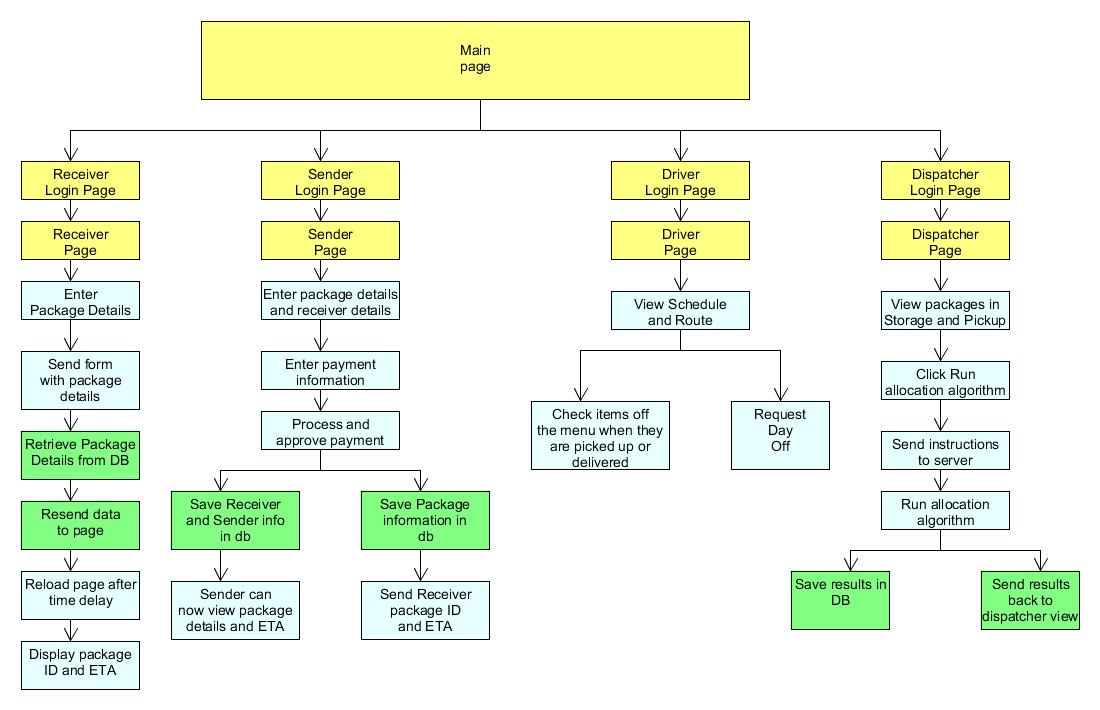 Main
page
Receiver
Login Page
Sender
Login Page
Driver
Login Page
Dispatcher
Login Page
Receiver
Page
Sender
Page
Driver
Page
Dispatcher
Page
Enter
Package Details
Enter package details
and receiver details
View Schedule
and Route
View packages in
Storage and Pickup
Send form
with package
details
Enter payment
information
Click Run
allocation algorithm
Process and
approve payment
Check items off
the menu when they
are picked up or
delivered
Request
Day
Off
Retrieve Package
Details from DB
Send instructions
to server
Resend data
to page
Save Receiver
and Sender info
in db
Save Package
information in
db
Run allocation
algorithm
Reload page after
time delay
Sender can
now view package
details and ETA
Send Receiver
package ID
and ETA
Save results in
DB
Send results
back to
dispatcher view
Display package
ID and ETA